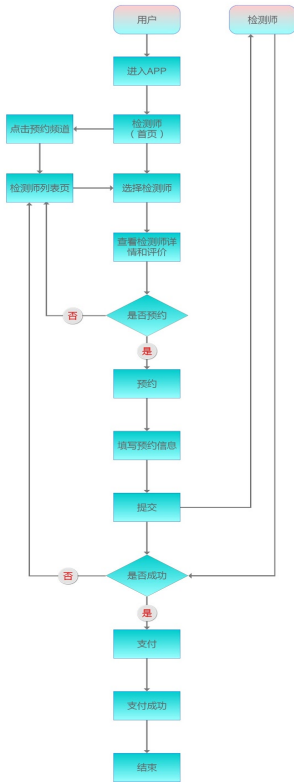 用户
检测师
进入APP
点击预约频道
检测师
（首页）
检测师列表页
选择检测师
查看检测师详
情和评价
否
是否预约
是
预约
填写预约信息
提交
否
是否成功
是
支付
支付成功
结束